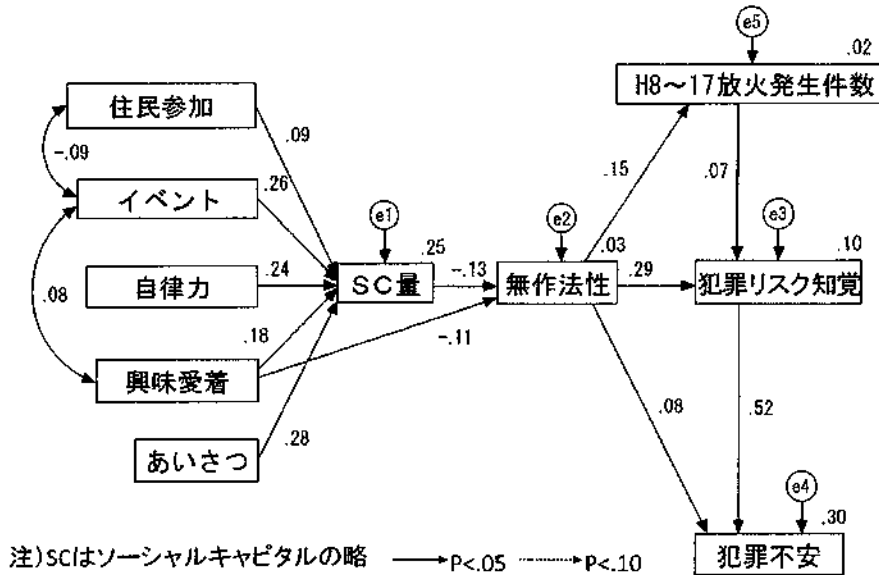 e5
.02
H8～17放火発生件数
住民参加
.09
-.09
.15
.07
イベント
.26
e1
e2
e3
.25
.03
.10
自律力
.24
SC量
-.13
無作法性
.29
犯罪リスク知覚
.08
.18
-.11
興味愛着
.08
.52
.28
あいさつ
e4
.30
犯罪不安
注)SCはソーシャルキャピタルの略 P<.05 P<.10